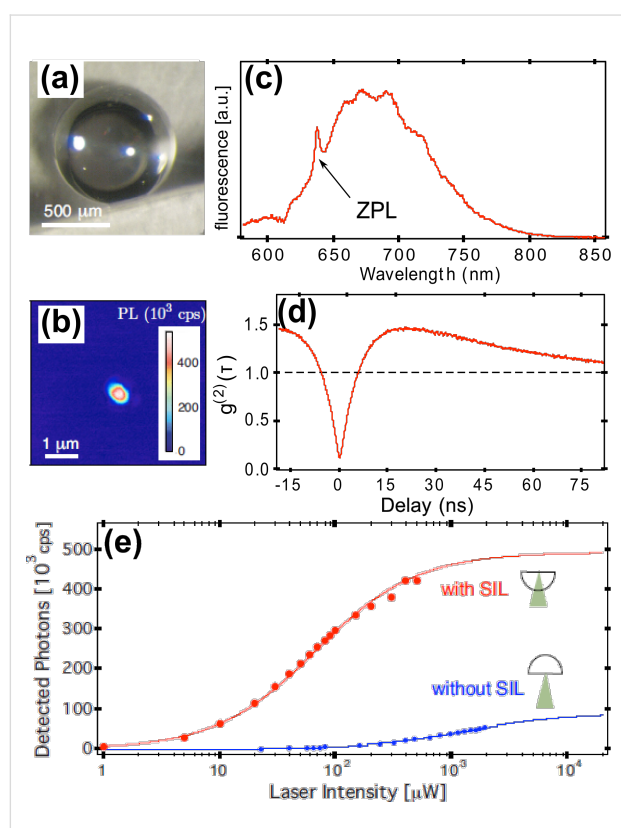 (a)
500 μm
(c)
fluorescence [a.u.]
ZPL
600 650 700 750 800 850
Wavelength (nm)
(b)
PL (10³ cps)
400
200
0
1 μm
(d)
g⁽²⁾(τ)
1.5
1.0
0.5
0.0
-15 0 15 30 45 60 75
Delay (ns)
(e)
Detected Photons [10³ cps]
500
400
300
200
100
0
with SIL
without SIL
1 10 10² 10³ 10⁴
Laser Intensity [μW]